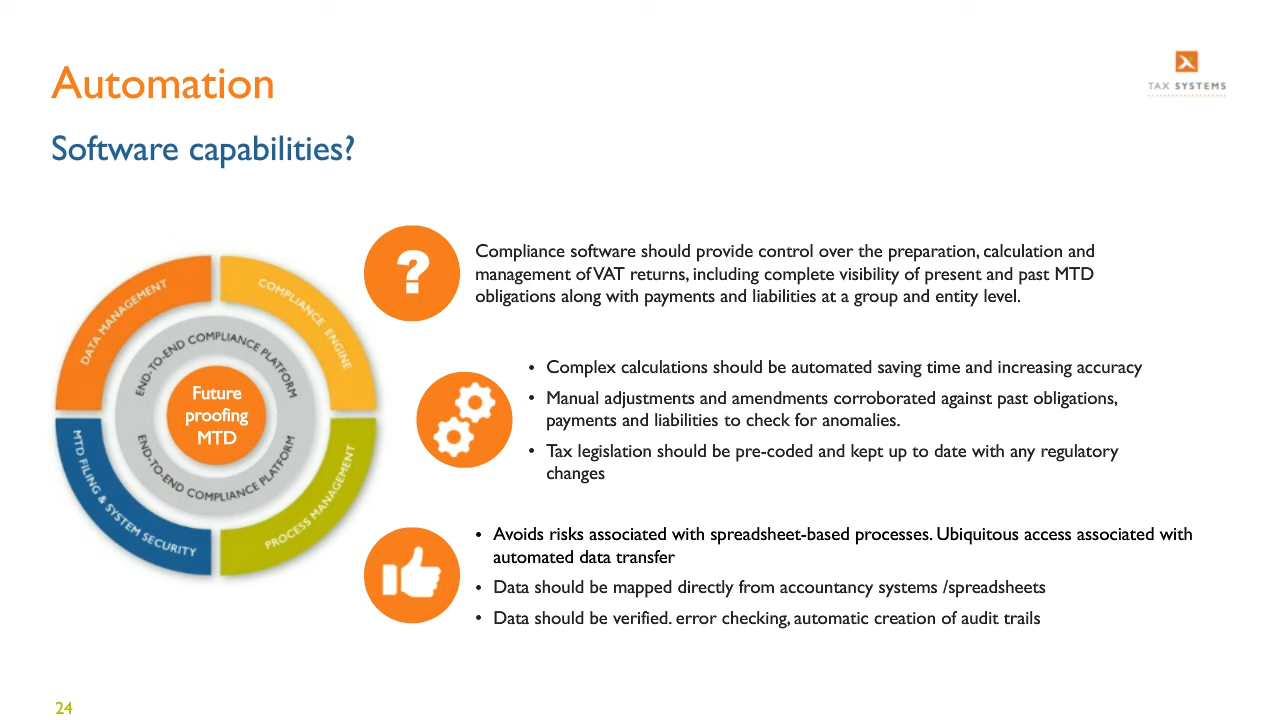 Automation
TAX SYSTEMS
Software capabilities?
DATA MANAGEMENT
COMPLIANCE ENGINE
END-TO-END COMPLIANCE PLATFORM
Future
proofing
MTD
END-TO-END COMPLIANCE PLATFORM
MTD FILING & SYSTEM SECURITY
PROCESS MANAGEMENT
?
Compliance software should provide control over the preparation, calculation and
management of VAT returns, including complete visibility of present and past MTD
obligations along with payments and liabilities at a group and entity level.
• Complex calculations should be automated saving time and increasing accuracy
• Manual adjustments and amendments corroborated against past obligations,
payments and liabilities to check for anomalies.
• Tax legislation should be pre-coded and kept up to date with any regulatory
changes
• Avoids risks associated with spreadsheet-based processes. Ubiquitous access associated with
automated data transfer
• Data should be mapped directly from accountancy systems /spreadsheets
• Data should be verified. error checking, automatic creation of audit trails
24